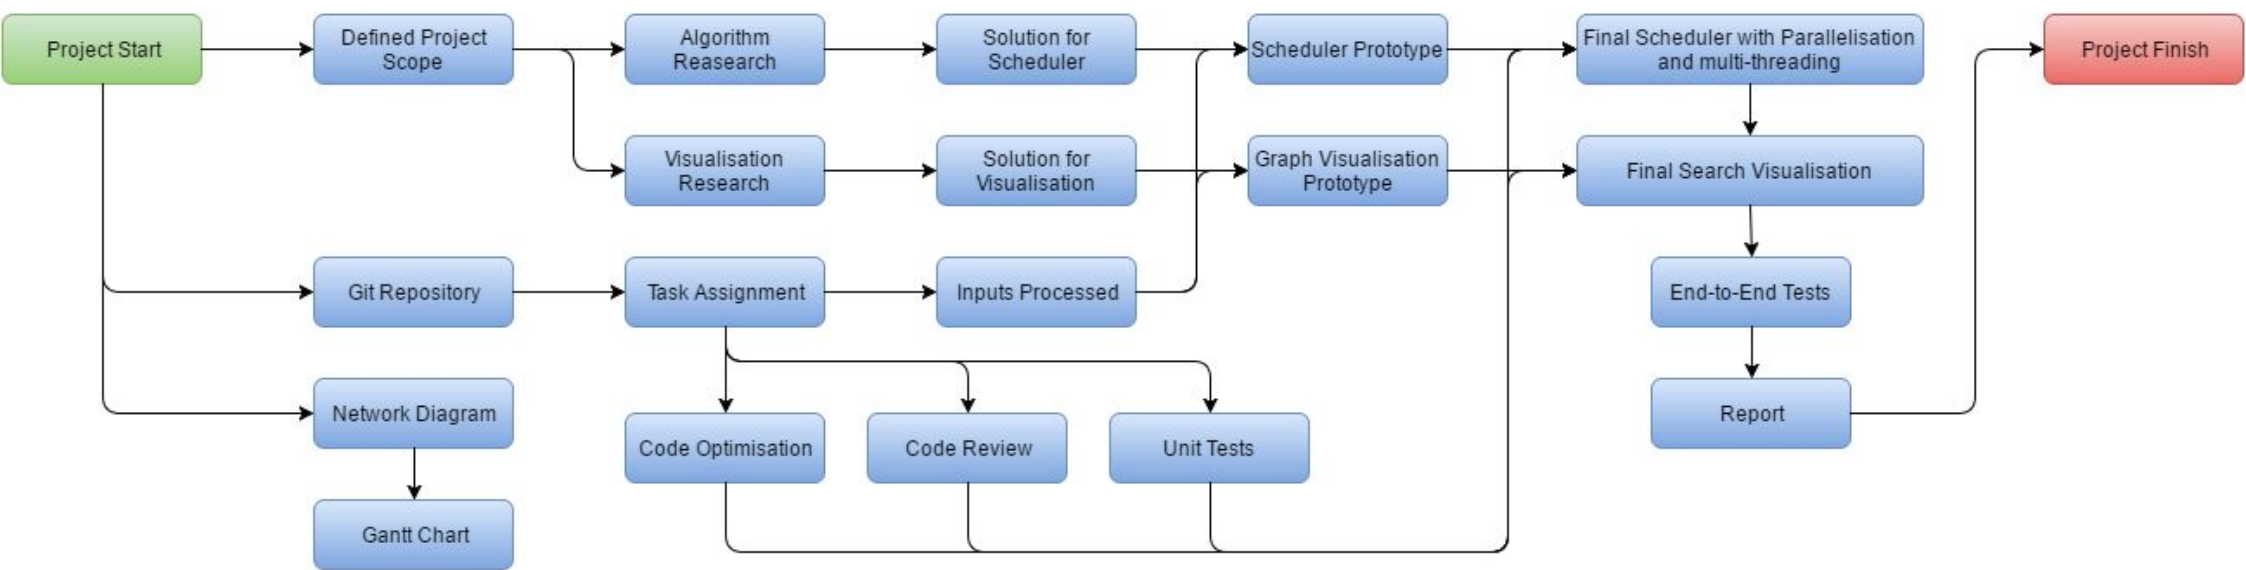 Project Start
Defined Project
Scope
Algorithm
Reasearch
Solution for
Scheduler
Scheduler Prototype
Final Scheduler with Parallelisation
and multi-threading
Project Finish
Visualisation
Research
Solution for
Visualisation
Graph Visualisation
Prototype
Final Search Visualisation
Git Repository
Task Assignment
Inputs Processed
End-to-End Tests
Network Diagram
Code Optimisation
Code Review
Unit Tests
Report
Gantt Chart